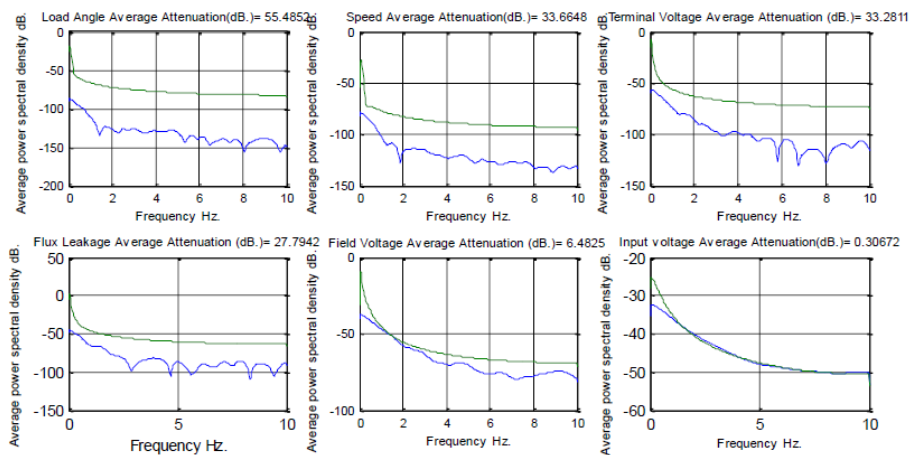 Load Angle Average Attenuation(dB.)= 55.4852
Average power spectral density dB.
0
-50
-100
-150
-200
0 2 4 6 8 10
Frequency Hz.
Speed Average Attenuation(dB.)= 33.6648
Average power spectral density dB.
0
-50
-100
-150
0 2 4 6 8 10
Frequency Hz.
Terminal Voltage Average Attenuation(dB.)= 33.2811
Average power spectral density dB.
0
-50
-100
-150
0 2 4 6 8 10
Frequency Hz.
Flux Leakage Average Attenuation (dB.)= 27.7942
Average power spectral density dB.
50
0
-50
-100
-150
0 5 10
Frequency Hz.
Field Voltage Average Attenuation(dB.)= 6.4825
Average power spectral density dB.
0
-50
-100
0 2 4 6 8 10
Frequency Hz.
Input voltage Average Attenuation(dB.)= 0.30672
Average power spectral density dB.
-20
-30
-40
-50
-60
0 5 10
Frequency Hz.